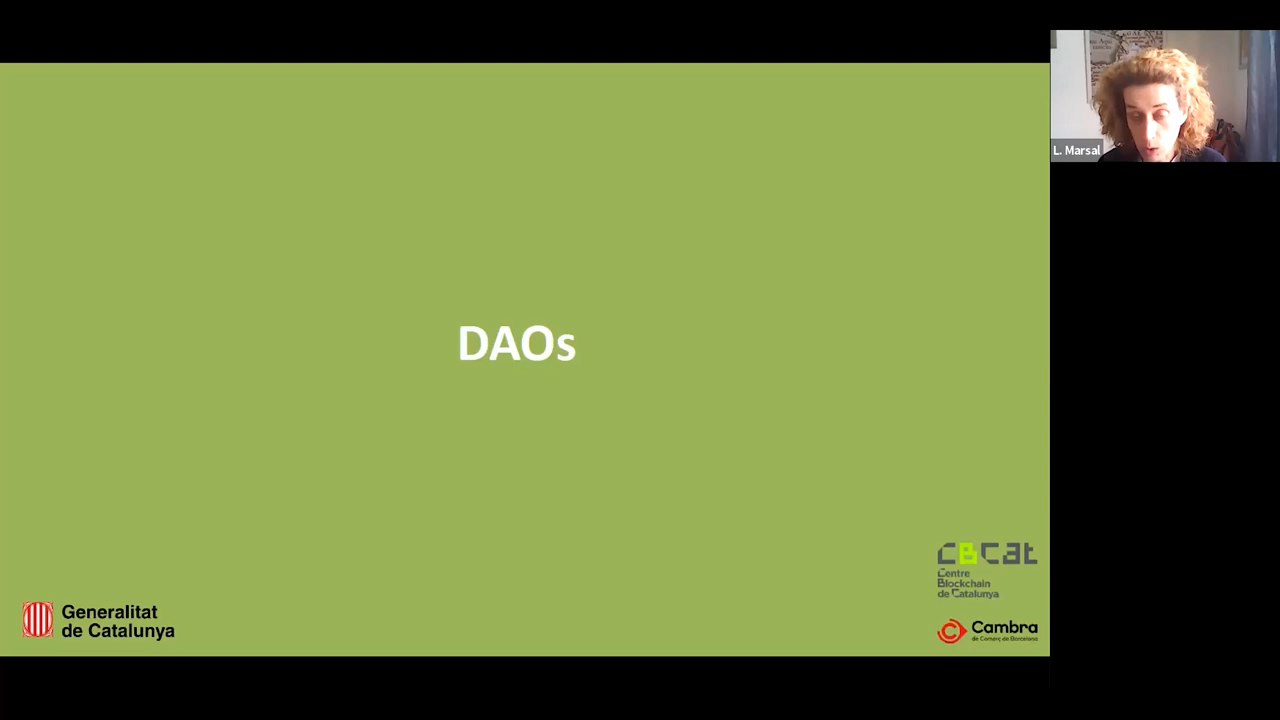 DAOs
CBCat
Centre
Blockchain
de Catalunya
Generalitat
de Catalunya
Cambra
de Comerç de Barcelona
L. Marsal